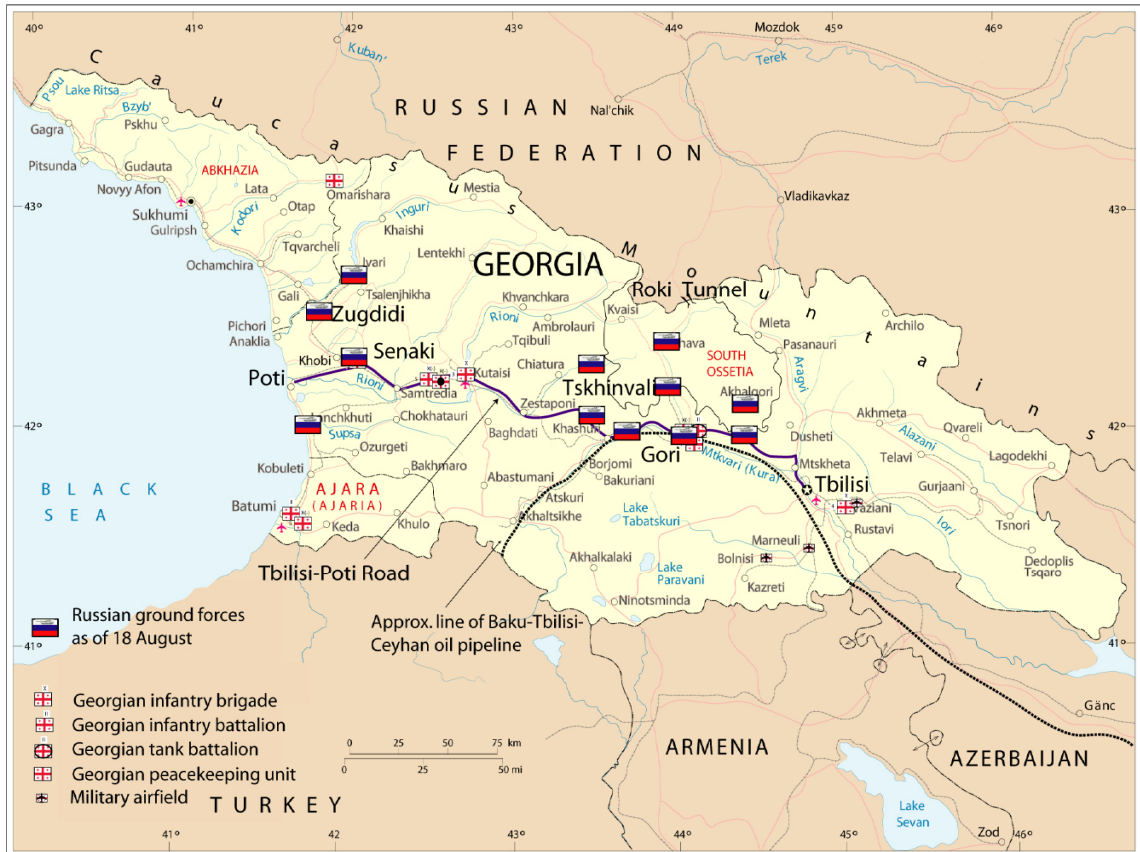 40°
42°
43°
44°
45°
46°
Mozdok
Kuban'
Terek
Caucasus Mountains
Psou
Lake Ritsa
Bzyb'
RUSSIAN
FEDERATION
Nal'chik
Gagra
Pskhu
Pitsunda
Gudauta
ABKHAZIA
Novyy Afon
Lata
Omarishara
Mestia
Vladikavkaz
43°
43°
Sukhumi
Kodori
Otap
Inguri
Gulripsh
Khaishi
Tqvarcheli
Lentekhi
Ochamchira
GEORGIA
Gali
Tsalenjhikha
Roki Tunnel
Khvanchkara
Zugdidi
Rioni
Kvaisi
Ambrolauri
Mleta
Archilo
Pichori
Anaklia
Tqibuli
Pasanauri
Khobi
Senaki
Chiatura
SOUTH
OSSETIA
Aragvi
Poti
Rioni
Kutaisi
Tskhinvali
Akhalgori
Samtredia
Zestaponi
Chokhatauri
Akhmeta
42°
42°
Supsa
Baghdati
Khashuri
Dusheti
Alazani
Qvareli
Ozurgeti
Gori
Mtkvari (Kura)
Mtskheta
Telavi
Lagodekhi
Kobuleti
Bakhmaro
Borjomi
Bakuriani
Abastumani
Tbilisi
Gurjaani
BLACK
SEA
AJARA
(AJARIA)
Atskuri
Batumi
Akhaltsikhe
Lake
Tabatskuri
Iori
Tsnori
Keda
Khulo
Rustavi
Marneuli
Bolnisi
Dedoplis
Tsqaro
Akhalkalaki
Tbilisi-Poti Road
Lake
Paravani
Kazreti
Ninotsminda
Russian ground forces
as of 18 August
Approx. line of Baku-Tbilisi-
Ceyhan oil pipeline
41°
41°
Georgian infantry brigade
Georgian infantry battalion
Georgian tank battalion
Georgian peacekeeping unit
Military airfield
0 25 50 75 km
0 25 50 mi
Gänc
ARMENIA
AZERBAIJAN
TURKEY
Lake
Sevan
Zod
41°
42°
43°
44°
45°
46°